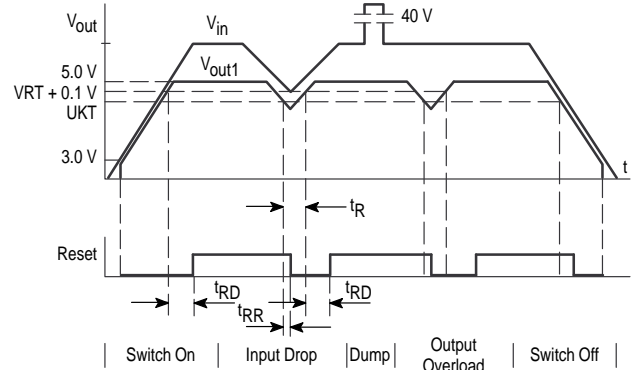 Vout
Vin
40 V
5.0 V
Vout1
VRT + 0.1 V
UKT
3.0 V
t
tR
Reset
tRD
tRR
tRD
Switch On
Input Drop
Dump
Output
Overload
Switch Off